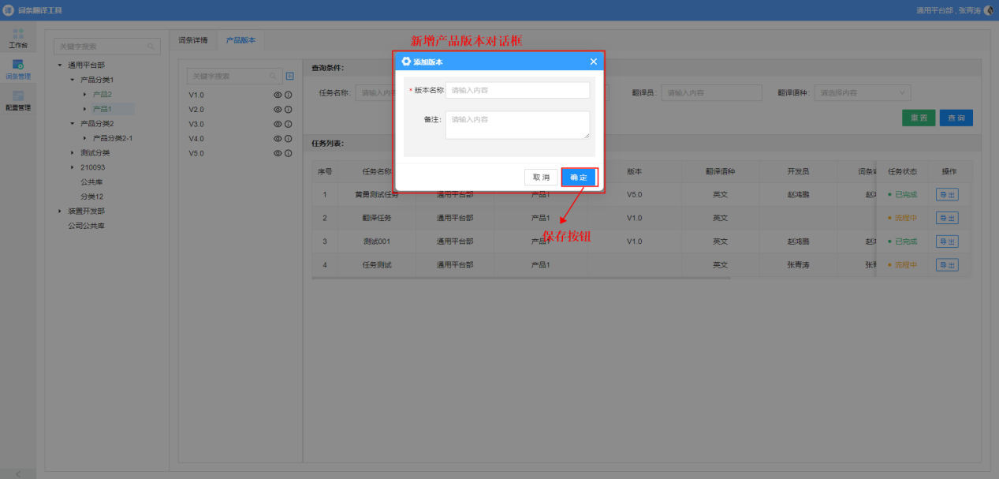 译 词条翻译工具
通用平台部 , 张青涛
工作台
词条管理
配置管理
关键字搜索
通用平台部
产品分类1
产品2
产品1
产品分类2
产品分类2-1
测试分类
210093
公共库
分类12
装置开发部
公司公共库
词条详情 产品版本
关键字搜索
V1.0
V2.0
V3.0
V4.0
V5.0
新增产品版本对话框
添加版本
* 版本名称 请输入内容
备注: 请输入内容
取 消 确 定
保存按钮
查询条件:
任务名称: 请输入内容
翻译员: 请输入内容
翻译语种: 请选择内容
重 置 查 询
任务列表:
序号 任务名称 版本 翻译语种 开发员 词条 任务状态 操作
1 黄勇测试任务 通用平台部 产品1 V5.0 英文 赵鸿鹏 赵 已完成 导 出
2 翻译任务 通用平台部 产品1 V1.0 英文 流程中 导 出
3 测试001 通用平台部 产品1 V1.0 英文 赵鸿鹏 赵 已完成 导 出
4 任务测试 通用平台部 产品1 英文 张青涛 张 流程中 导 出